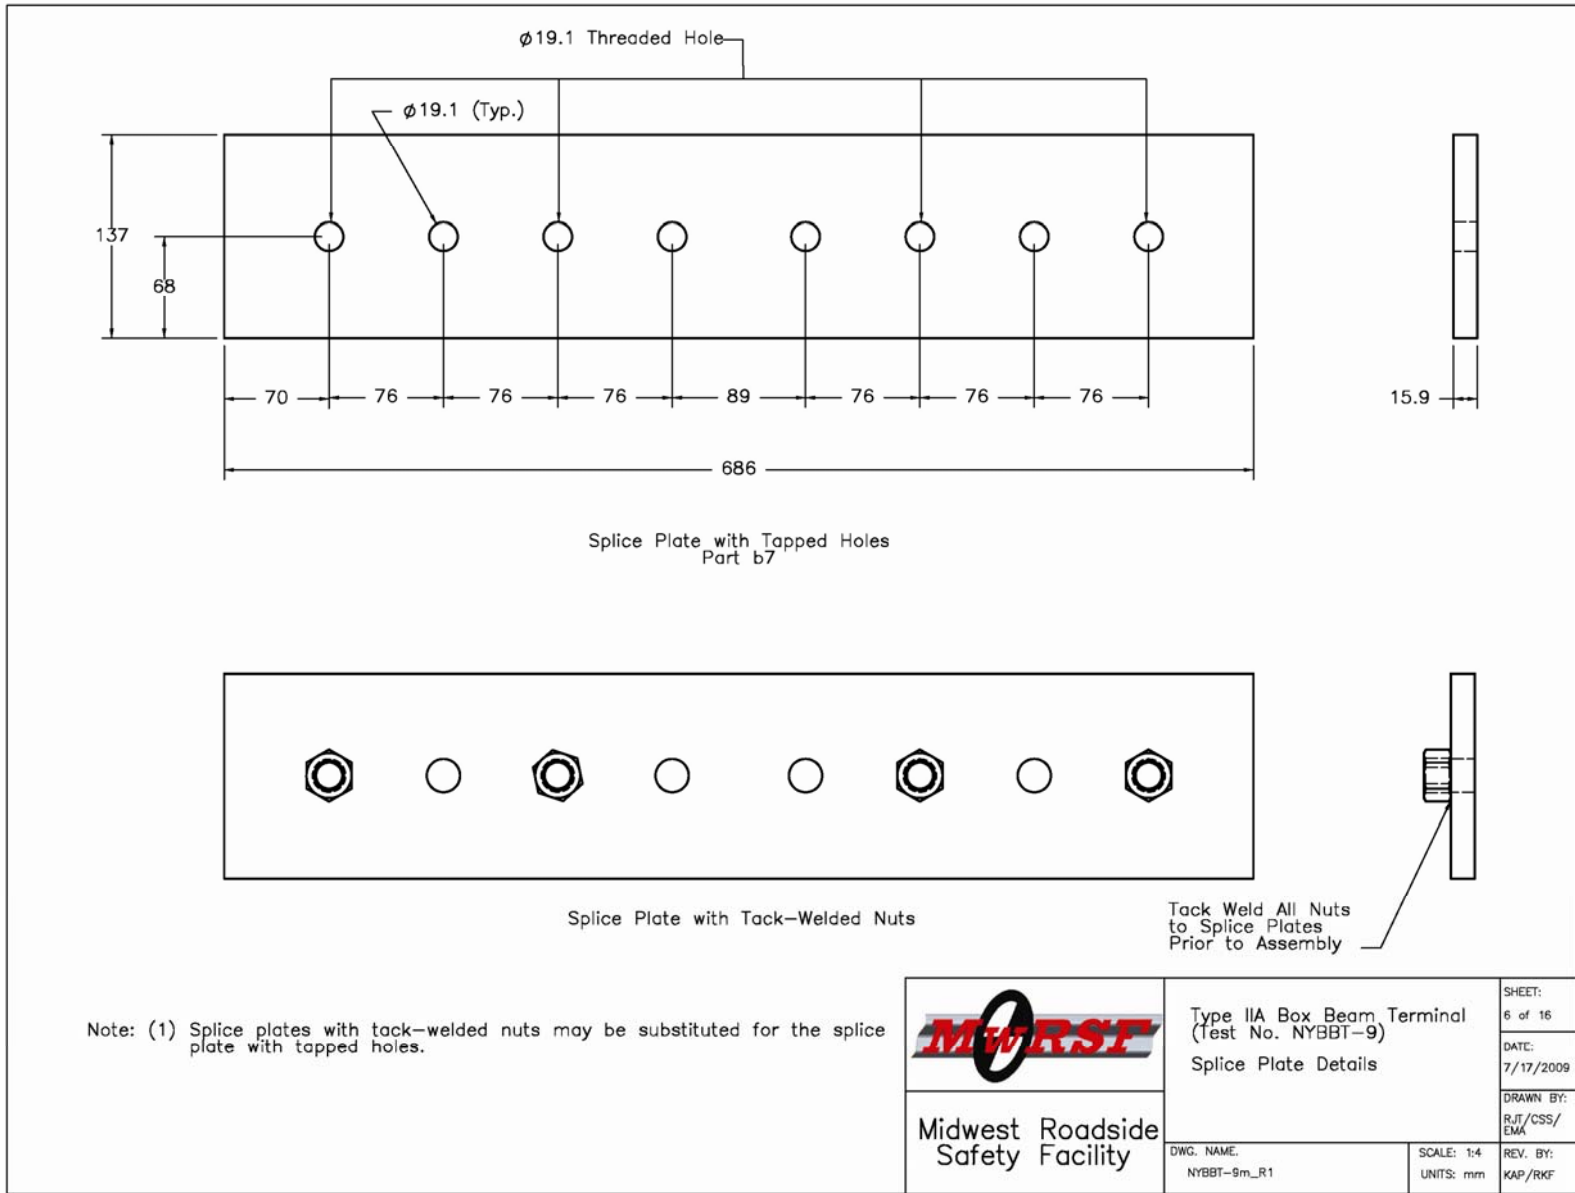 ø19.1 Threaded Hole
ø19.1 (Typ.)
137
68
70 76 76 76 89 76 76 76
15.9
686
Splice Plate with Tapped Holes
Part b7
Splice Plate with Tack-Welded Nuts
Tack Weld All Nuts
to Splice Plates
Prior to Assembly
Note: (1) Splice plates with tack-welded nuts may be substituted for the splice
plate with tapped holes.
MwRSF
Midwest Roadside
Safety Facility
Type IIA Box Beam Terminal
(Test No. NYBBT-9)
Splice Plate Details
SHEET:
6 of 16
DATE:
7/17/2009
DRAWN BY:
RJT/CSS/
EMA
DWG. NAME.
NYBBT-9m_R1
SCALE: 1:4
UNITS: mm
REV. BY:
KAP/RKF